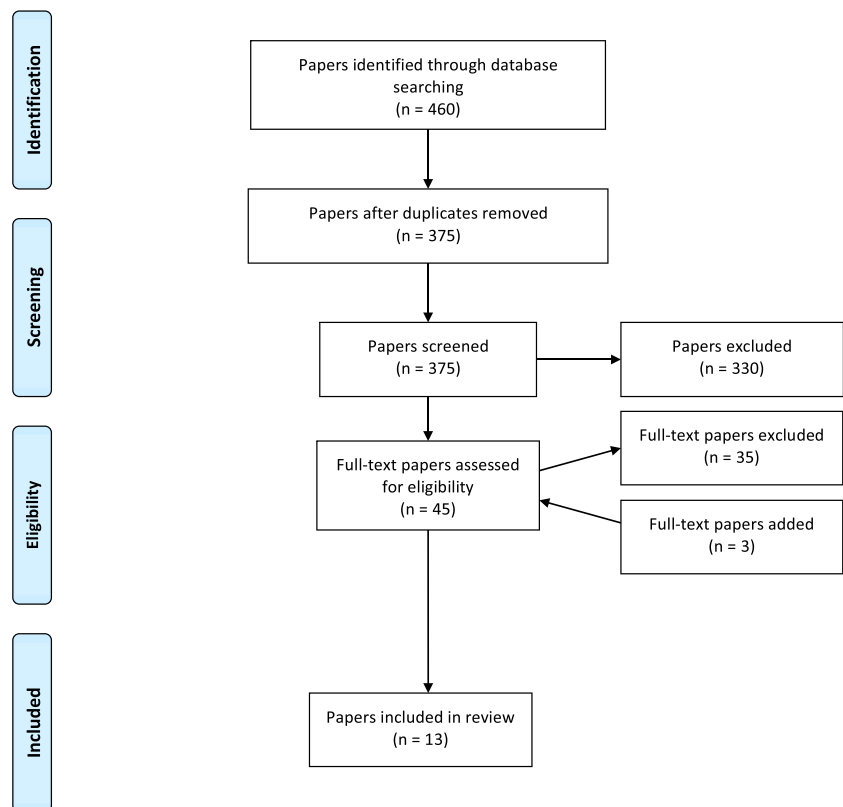 Identification
Papers identified through database
searching
(n = 460)
Papers after duplicates removed
(n = 375)
Screening
Papers screened
(n = 375)
Papers excluded
(n = 330)
Eligibility
Full-text papers assessed
for eligibility
(n = 45)
Full-text papers excluded
(n = 35)
Full-text papers added
(n = 3)
Included
Papers included in review
(n = 13)